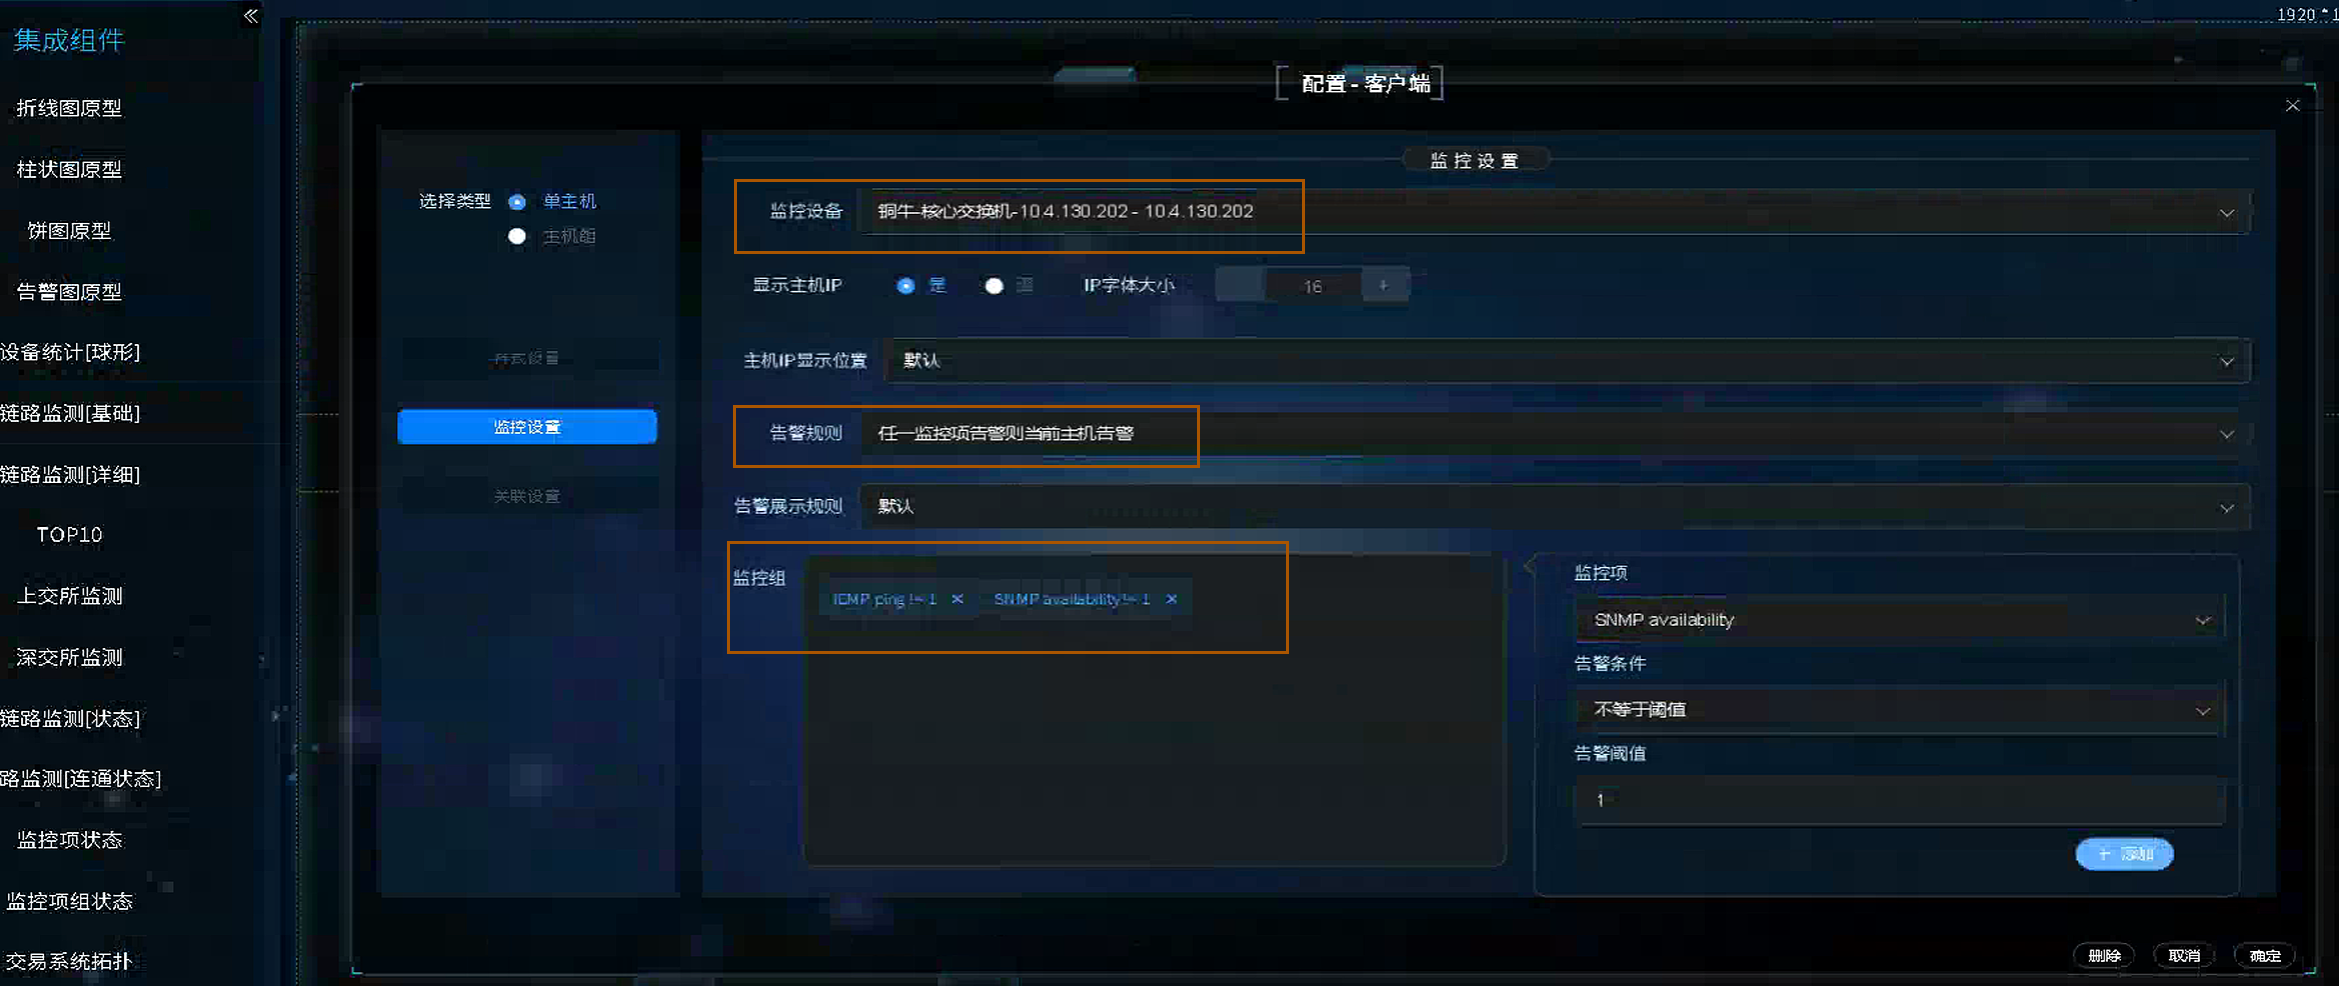 1920 * 1
集成组件
折线图原型
柱状图原型
饼图原型
告警图原型
设备统计[球形]
链路监测[基础]
链路监测[详细]
TOP10
上交所监测
深交所监测
链路监测[状态]
路监测[连通状态]
监控项状态
监控项组状态
交易系统拓扑
配置 - 客户端
选择类型 单主机
主机组
样式设置
监控设置
关联设置
监控设置
监控设备 铜牛-核心交换机-10.4.130.202 - 10.4.130.202
显示主机IP 是 IP字体大小 16 +
主机IP显示位置 默认
告警规则 任一监控项告警则当前主机告警
告警展示规则 默认
监控组 ping != 1 × SNMP availability != 1 ×
监控项
SNMP availability
告警条件
不等于阈值
告警阈值
1
+ 添加
删除 取消 确定